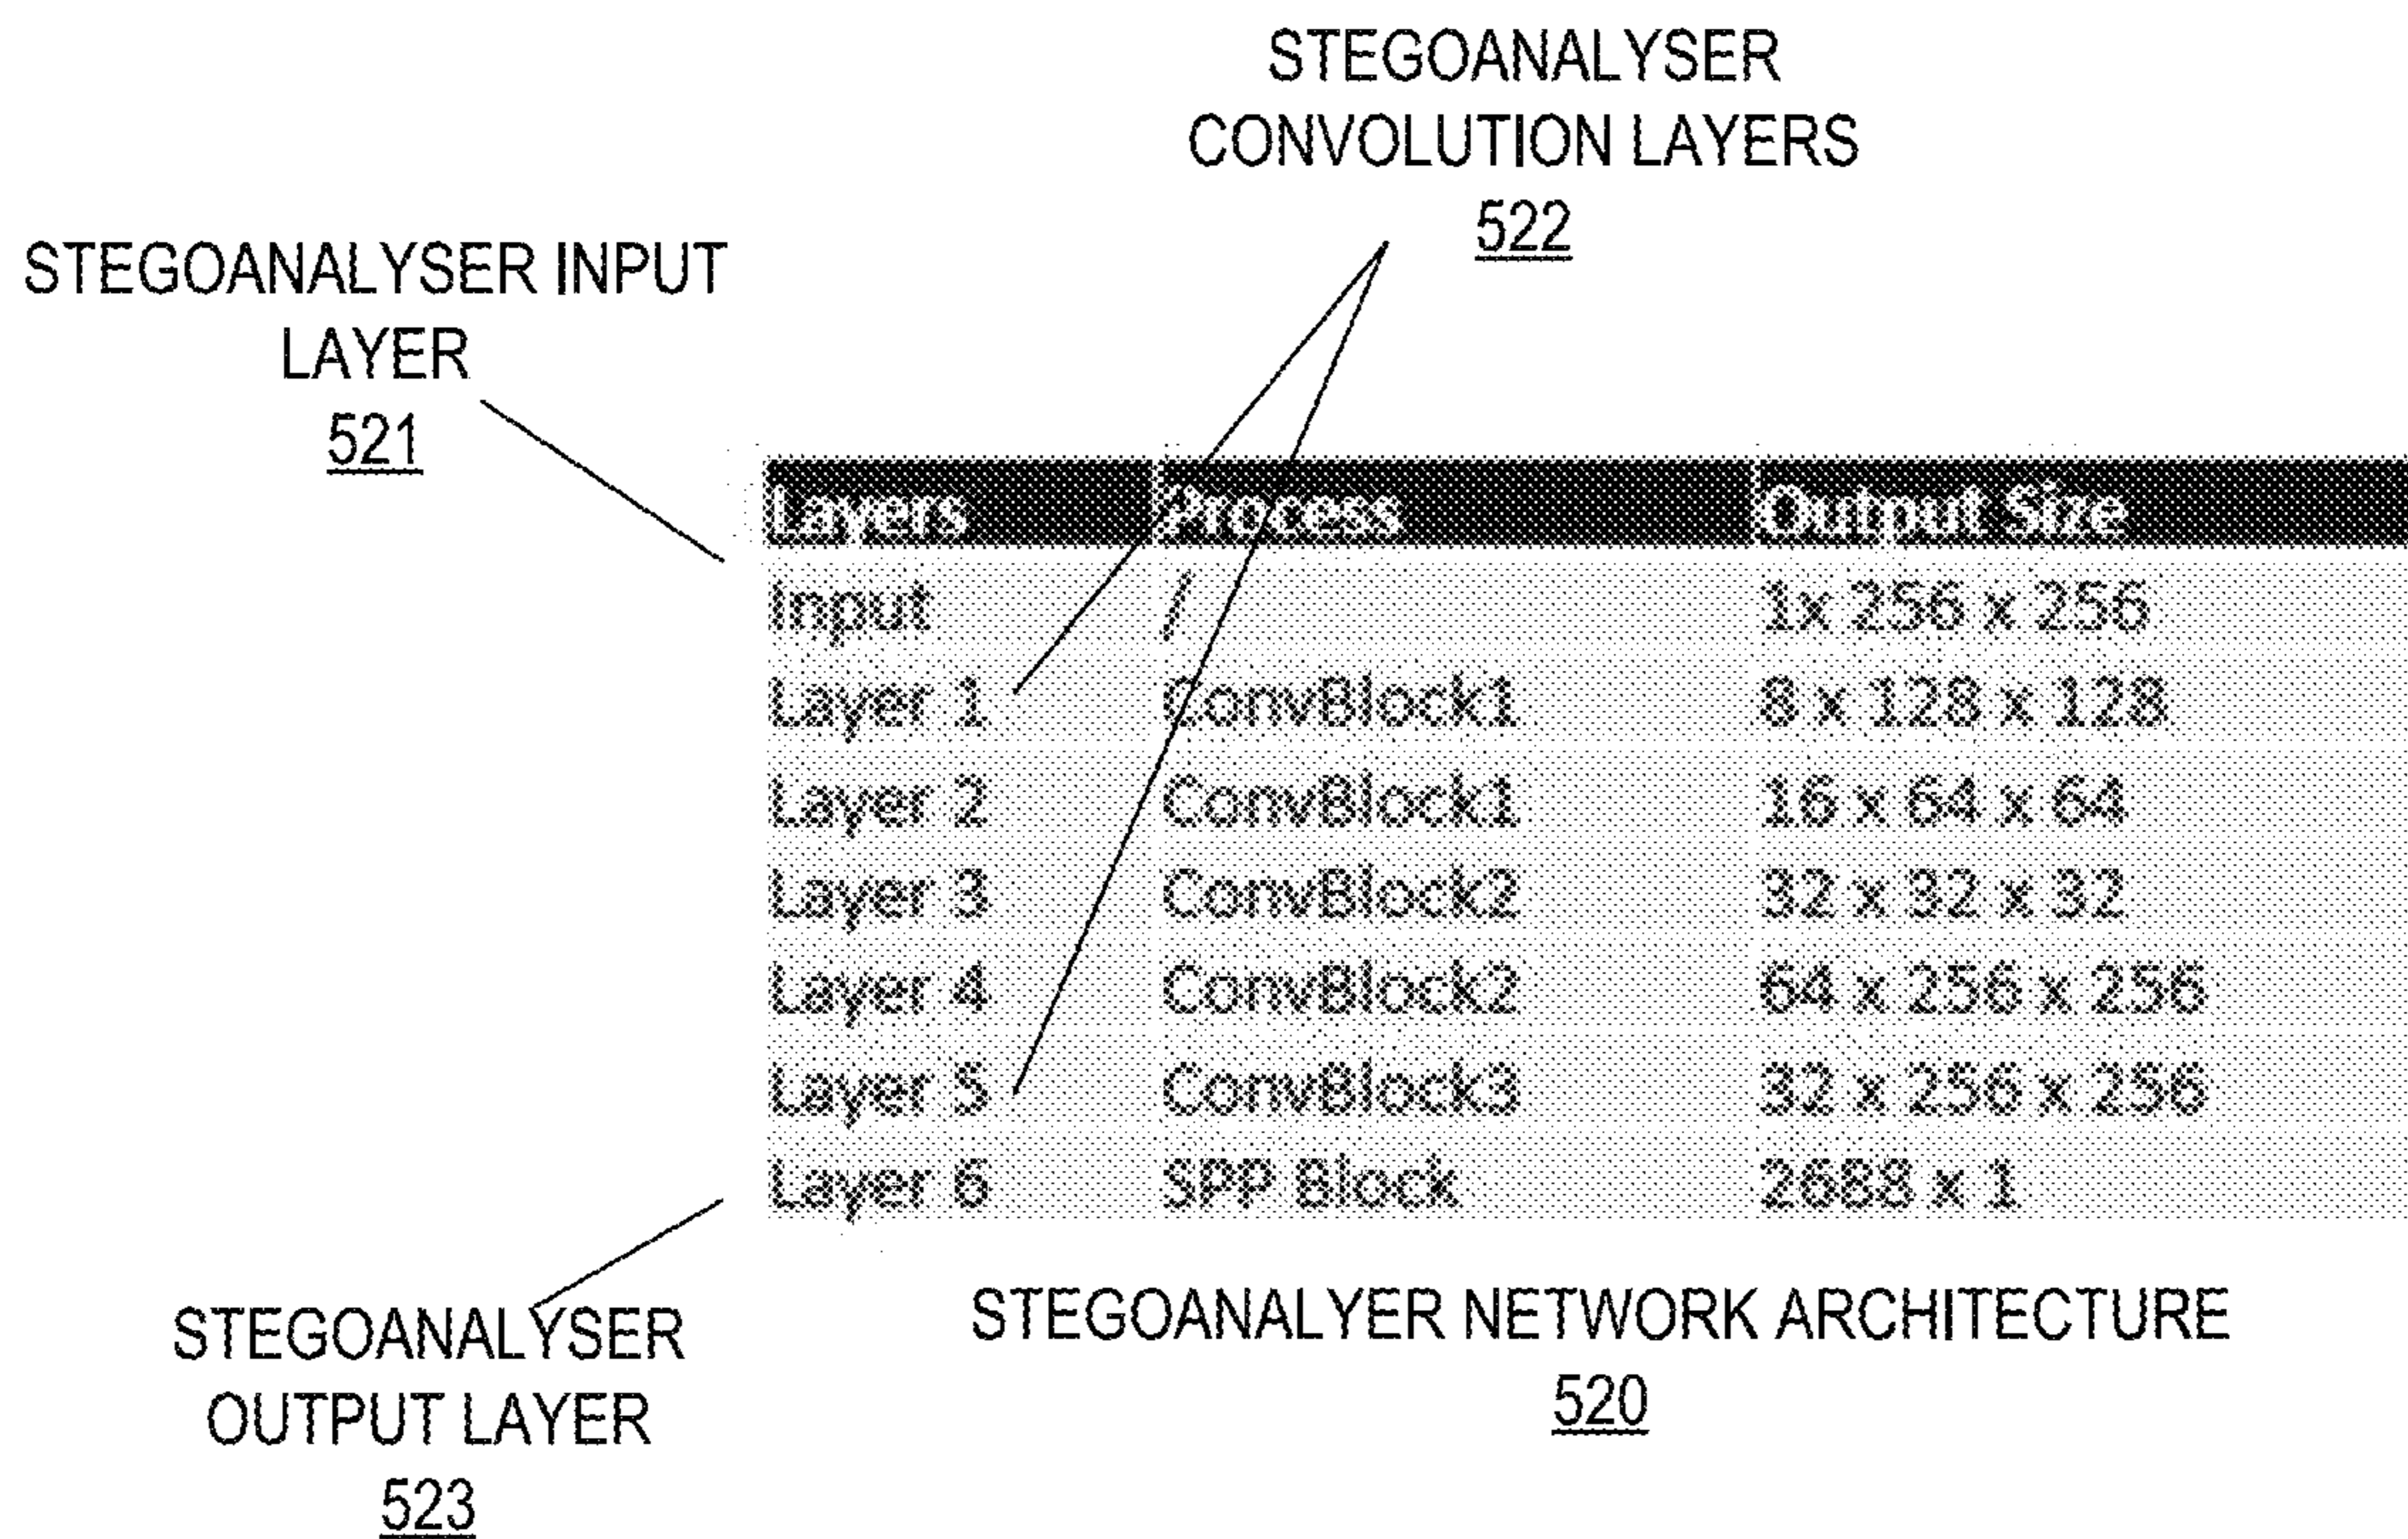 STEGOANALYSER
CONVOLUTION LAYERS
522
STEGOANALYSER INPUT
LAYER
521
Layers Process Output Size
Input / 1x 256 x 256
Layer 1 ConvBlock1 8 x 128 x 128
Layer 2 ConvBlock1 16 x 64 x 64
Layer 3 ConvBlock2 32 x 32 x 32
Layer 4 ConvBlock2 64 x 256 x 256
Layer 5 ConvBlock3 32 x 256 x 256
Layer 6 SPP Block 2688 x 1
STEGOANALYSER
OUTPUT LAYER
523
STEGOANALYER NETWORK ARCHITECTURE
520